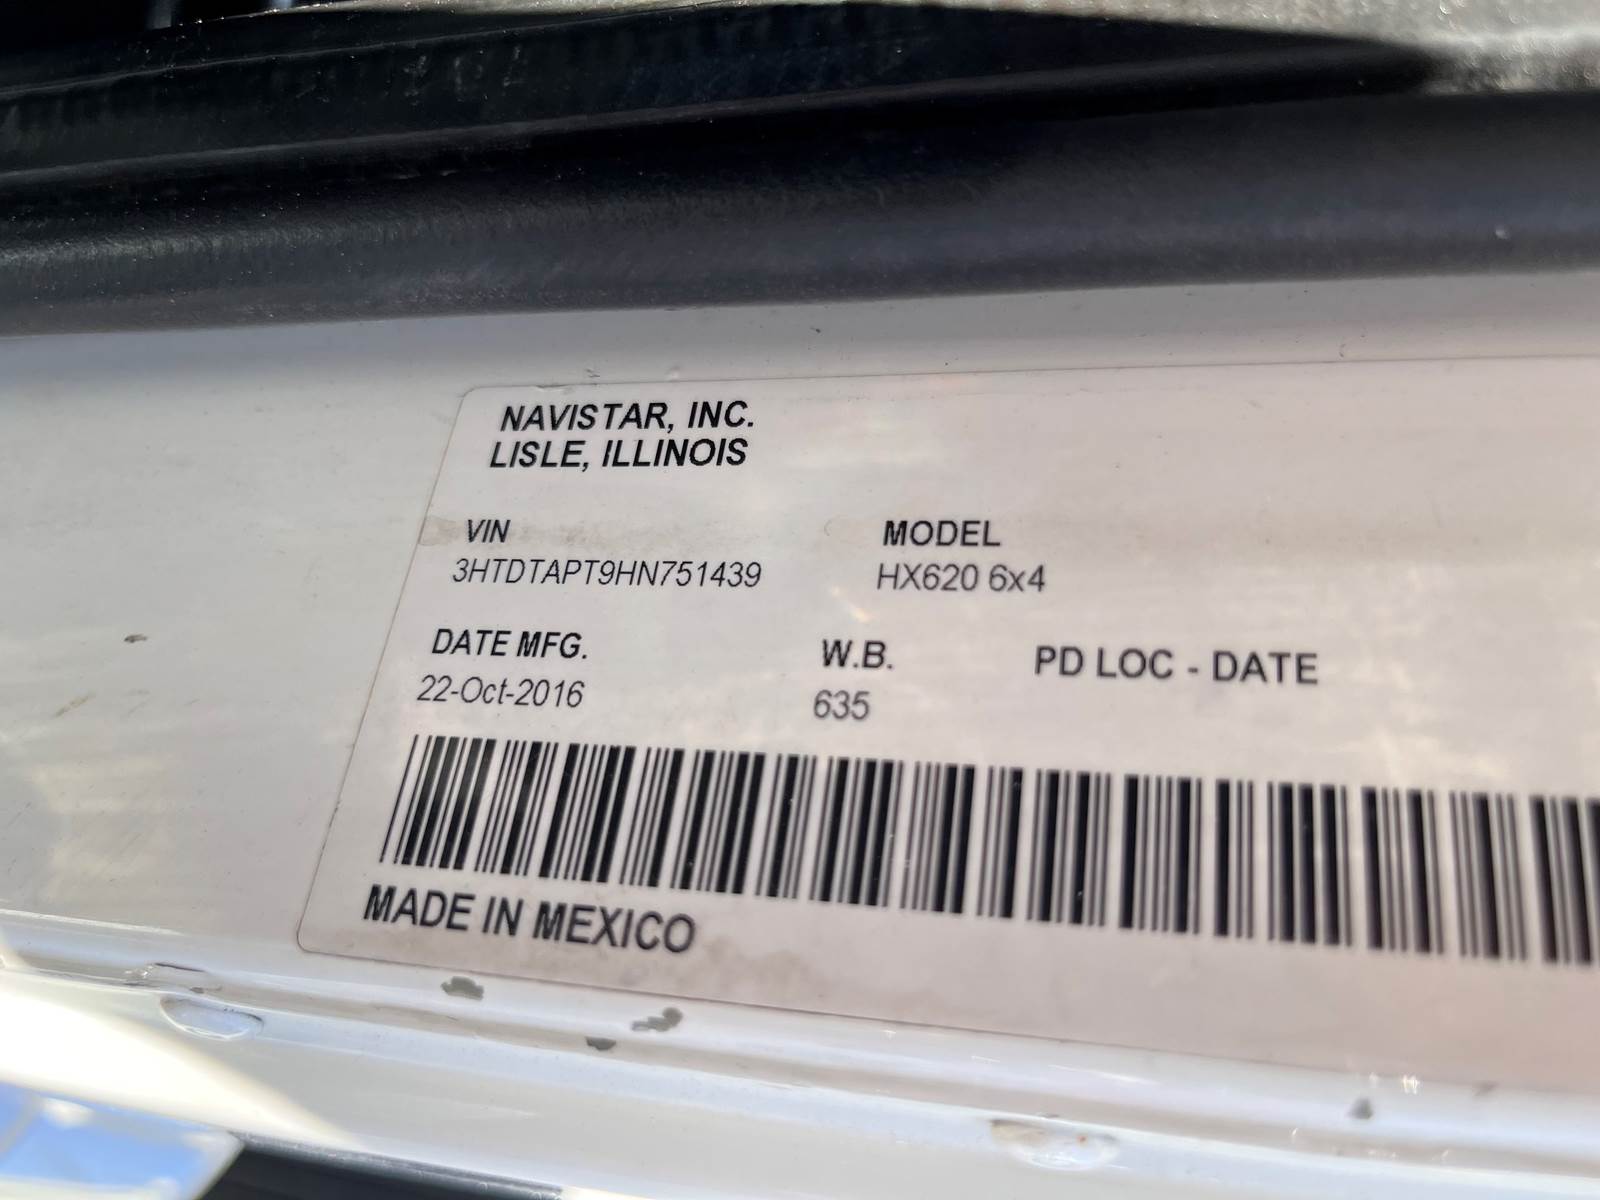 NAVISTAR, INC.
LISLE, ILLINOIS
VIN MODEL
3HTDTAPT9HN751439 HX620 6x4
DATE MFG. W.B. PD LOC - DATE
22-Oct-2016 635
MADE IN MEXICO